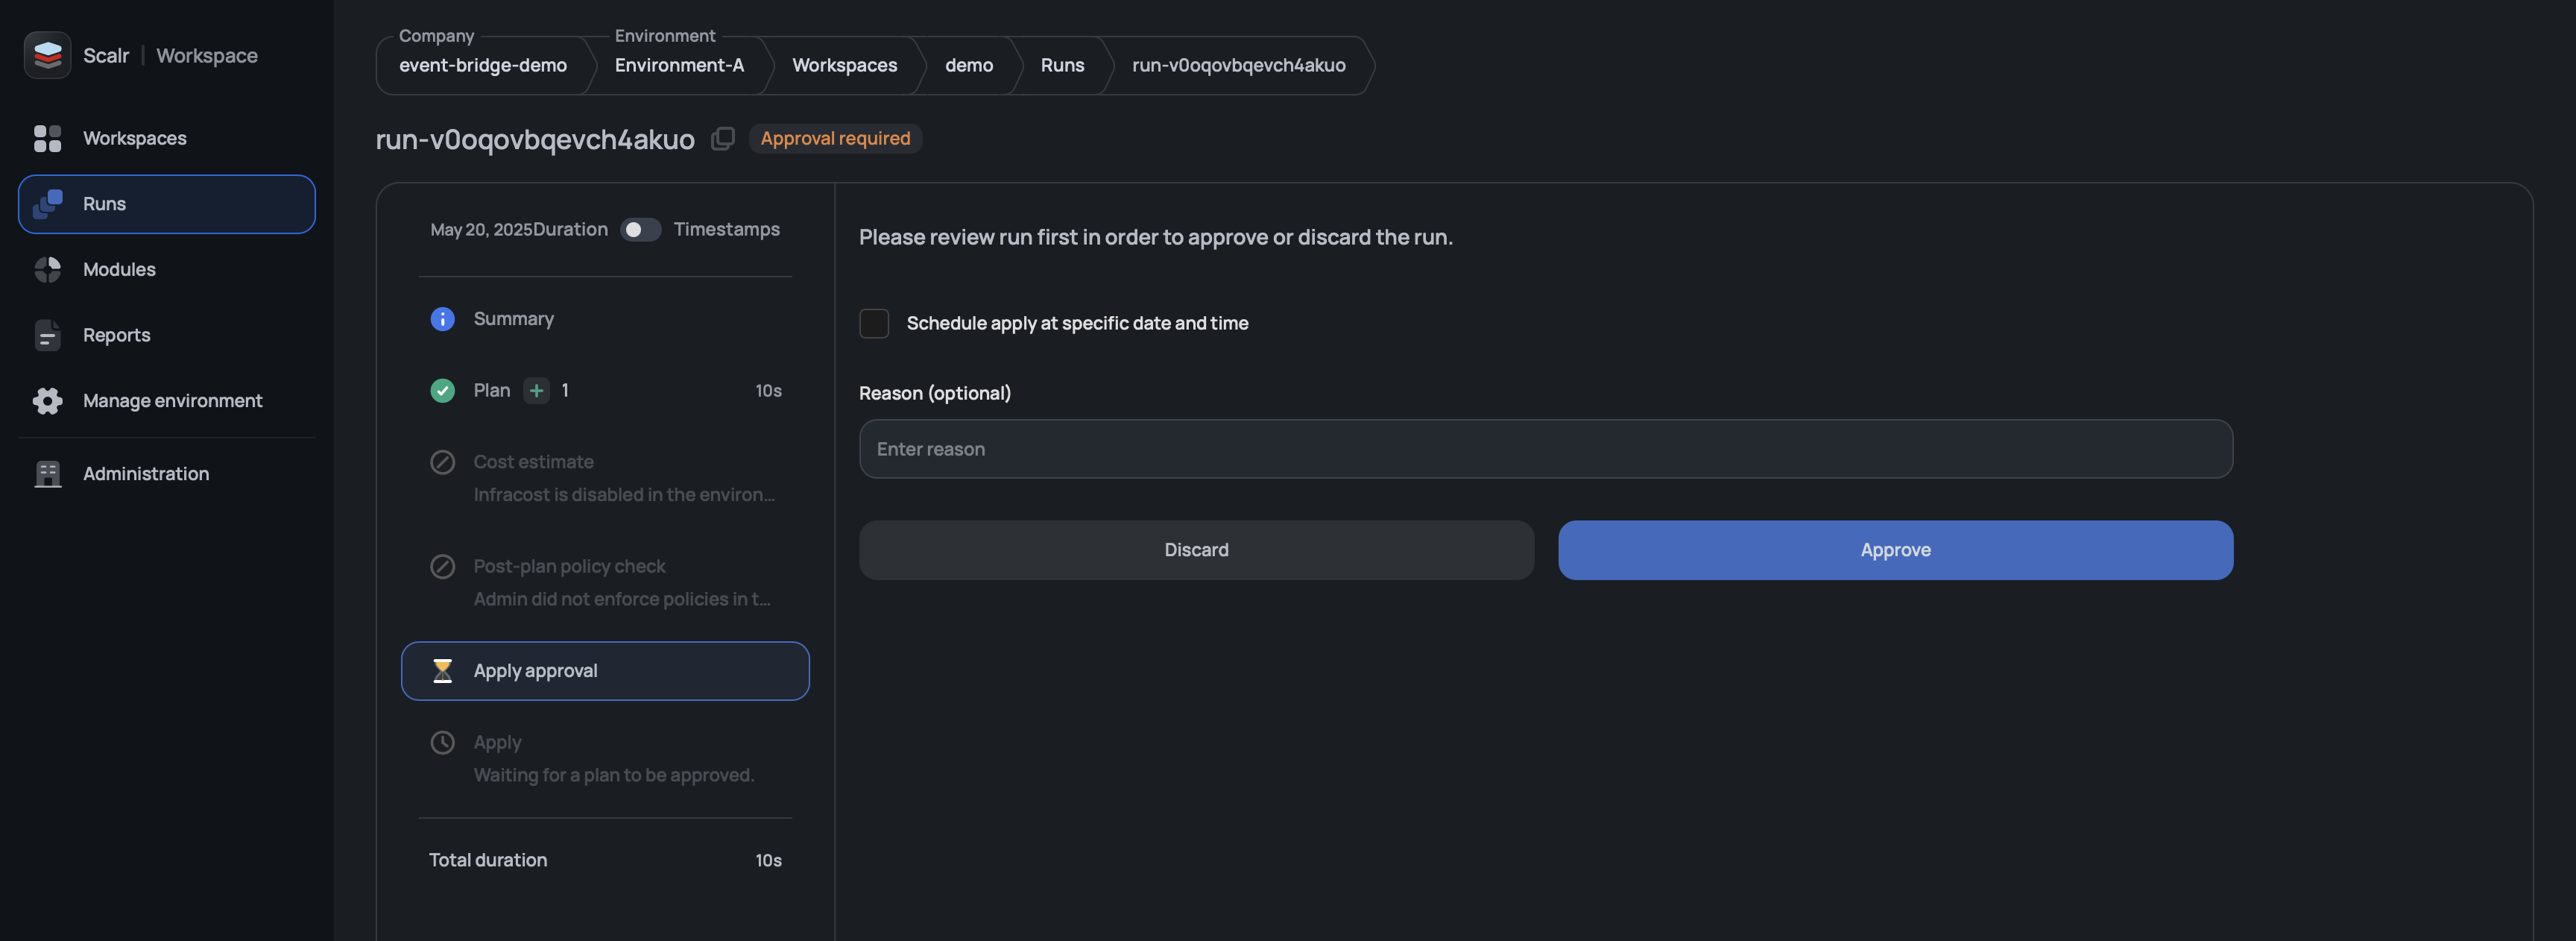 Scalr | Workspace
Workspaces
Runs
Modules
Reports
Manage environment
Administration
Company
event-bridge-demo
Environment
Environment-A
Workspaces
demo
Runs
run-v0oqovbqevch4akuo
run-v0oqovbqevch4akuo
Approval required
May 20, 2025Duration Timestamps
Summary
Plan + 1 10s
Cost estimate
Infracost is disabled in the environ...
Post-plan policy check
Admin did not enforce policies in t...
Apply approval
Apply
Waiting for a plan to be approved.
Total duration 10s
Please review run first in order to approve or discard the run.
Schedule apply at specific date and time
Reason (optional)
Enter reason
Discard
Approve